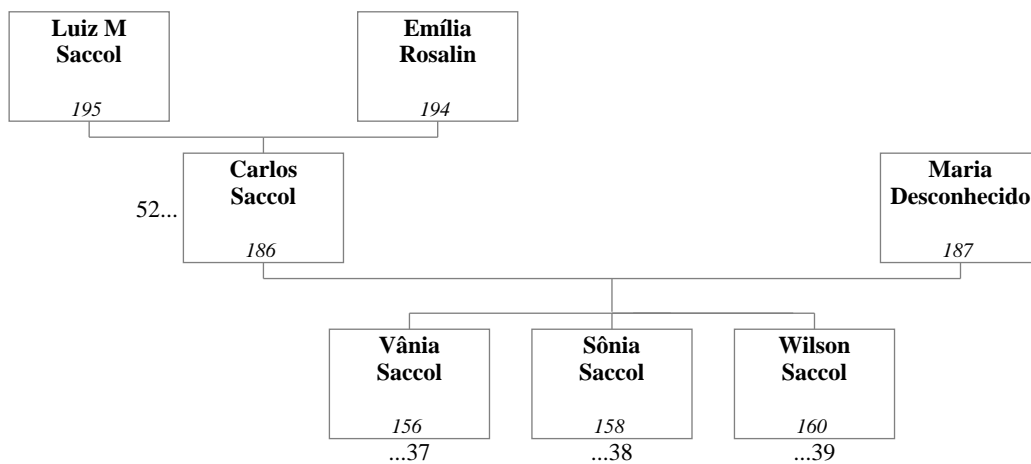 Luiz M
Saccol
195
Emília
Rosalin
194
Carlos
Saccol
186
52...
Maria
Desconhecido
187
Vânia
Saccol
156
...37
Sônia
Saccol
158
...38
Wilson
Saccol
160
...39